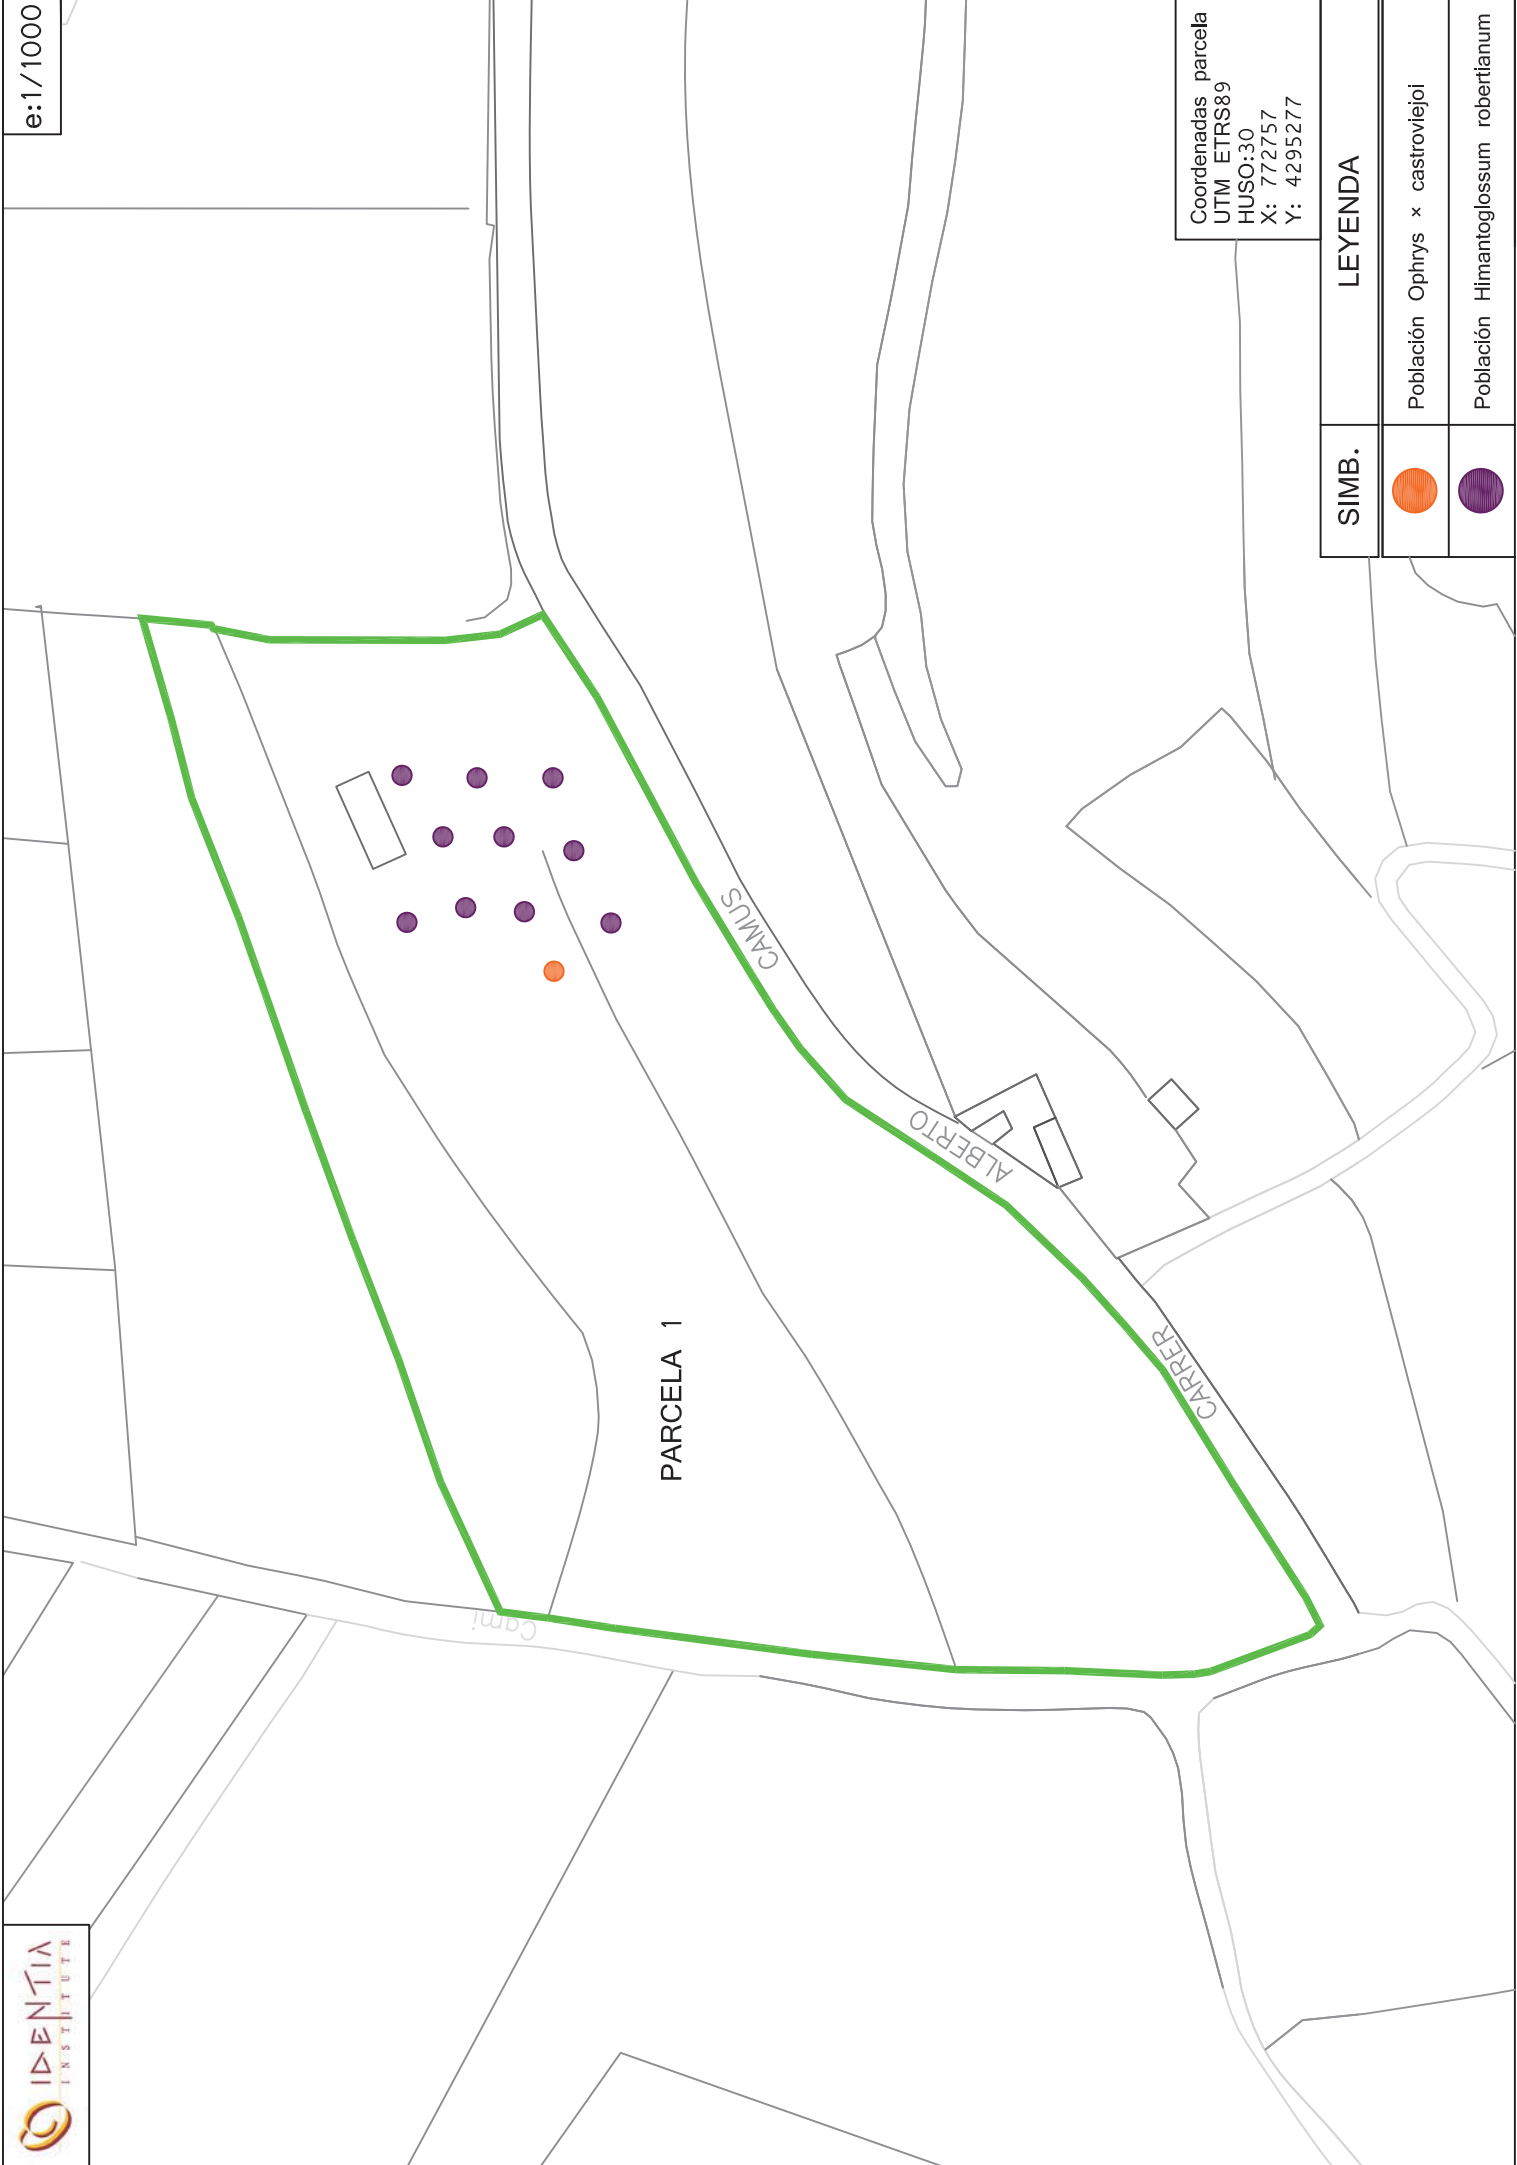 IDENTIA
INSTITUTE
e:1/1000
Cami
PARCELA 1
CARRER
ALBERTO
CAMUS
Coordenadas parcela
UTM ETRS89
HUSO:30
X: 772757
Y: 4295277
SIMB. LEYENDA
Población Ophrys × castroviejoi
Población Himantoglossum robertianum